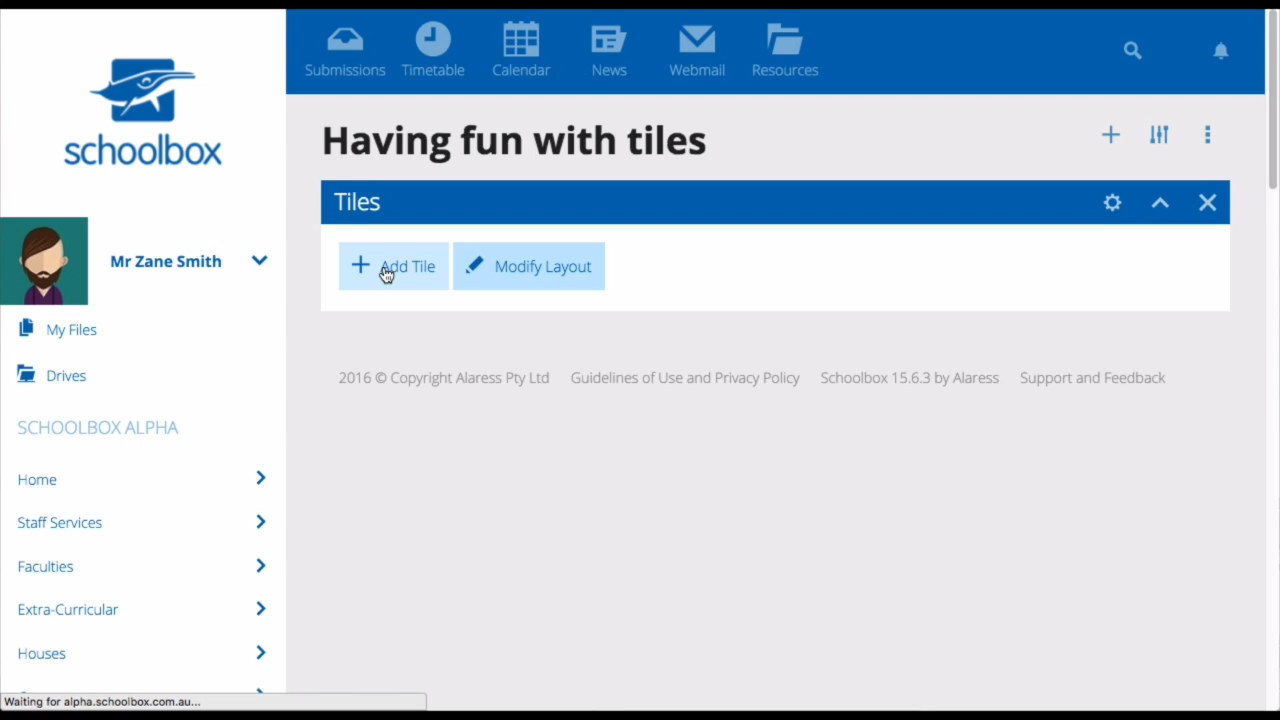 schoolbox
Submissions
Timetable
Calendar
News
Webmail
Resources
Having fun with tiles
Tiles
Add Tile
Modify Layout
Mr Zane Smith
My Files
Drives
SCHOOLBOX ALPHA
Home
Staff Services
Faculties
Extra-Curricular
Houses
2016 © Copyright Alaress Pty Ltd Guidelines of Use and Privacy Policy Schoolbox 15.6.3 by Alaress Support and Feedback
Waiting for alpha.schoolbox.com.au...